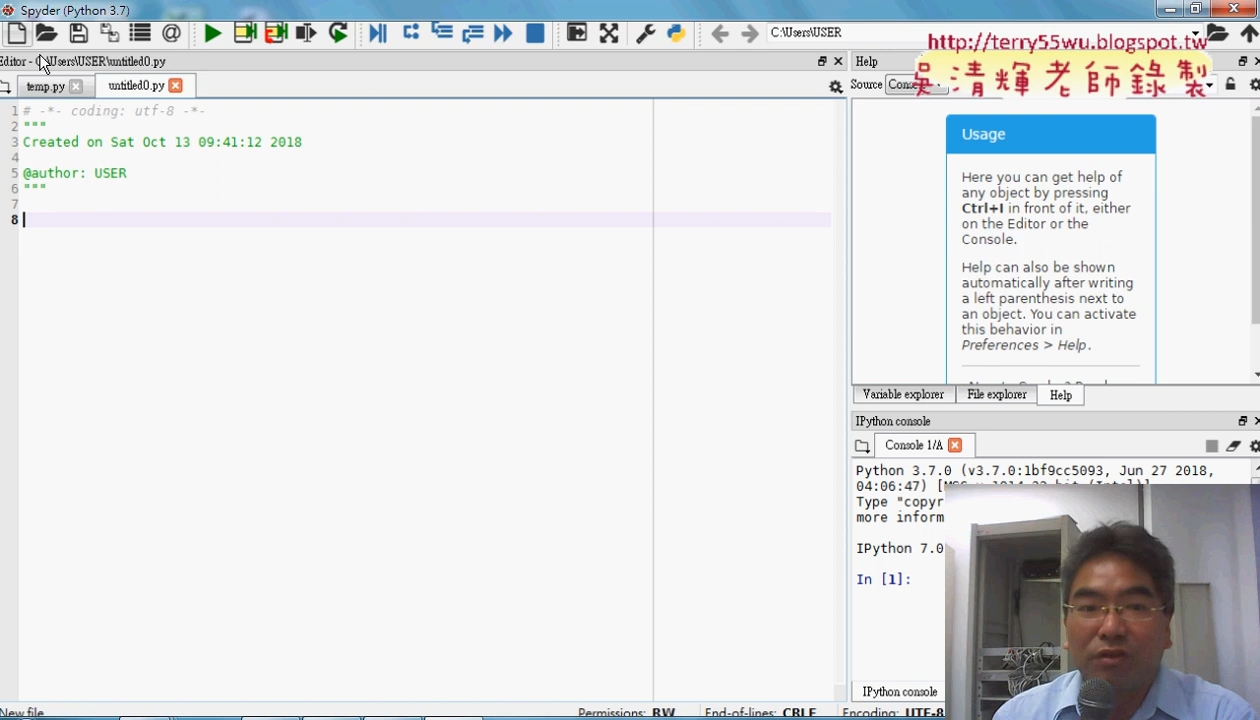 Spyder (Python 3.7)
C:\Users\USER
http://terry55wu.blogspot.tw
吳清輝老師錄製
Editor - C:\Users\USER\untitled0.py
temp.py
untitled0.py
1 # -*- coding: utf-8 -*-
2 """
3 Created on Sat Oct 13 09:41:12 2018
4
5 @author: USER
6 """
7
8
Help
Source
Usage
Here you can get help of
any object by pressing
Ctrl+I in front of it, either
on the Editor or the
Console.
Help can also be shown
automatically after writing
a left parenthesis next to
an object. You can activate
this behavior in
Preferences > Help.
Variable explorer
File explorer
Help
IPython console
Console 1/A
Python 3.7.0 (v3.7.0:1bf9cc5093, Jun 27 2018,
04:06:47)
Type "copyr
more inform
IPython 7.0
In [1]:
IPython console
New file
Permissions: RW
End-of-lines: CRLF
Encoding: UTF-8